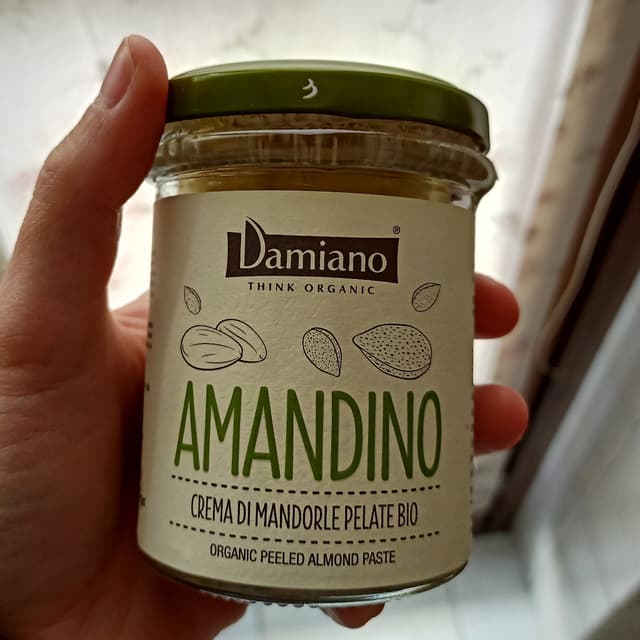 Damiano®
THINK ORGANIC
AMANDINO
CREMA DI MANDORLE PELATE BIO
ORGANIC PEELED ALMOND PASTE